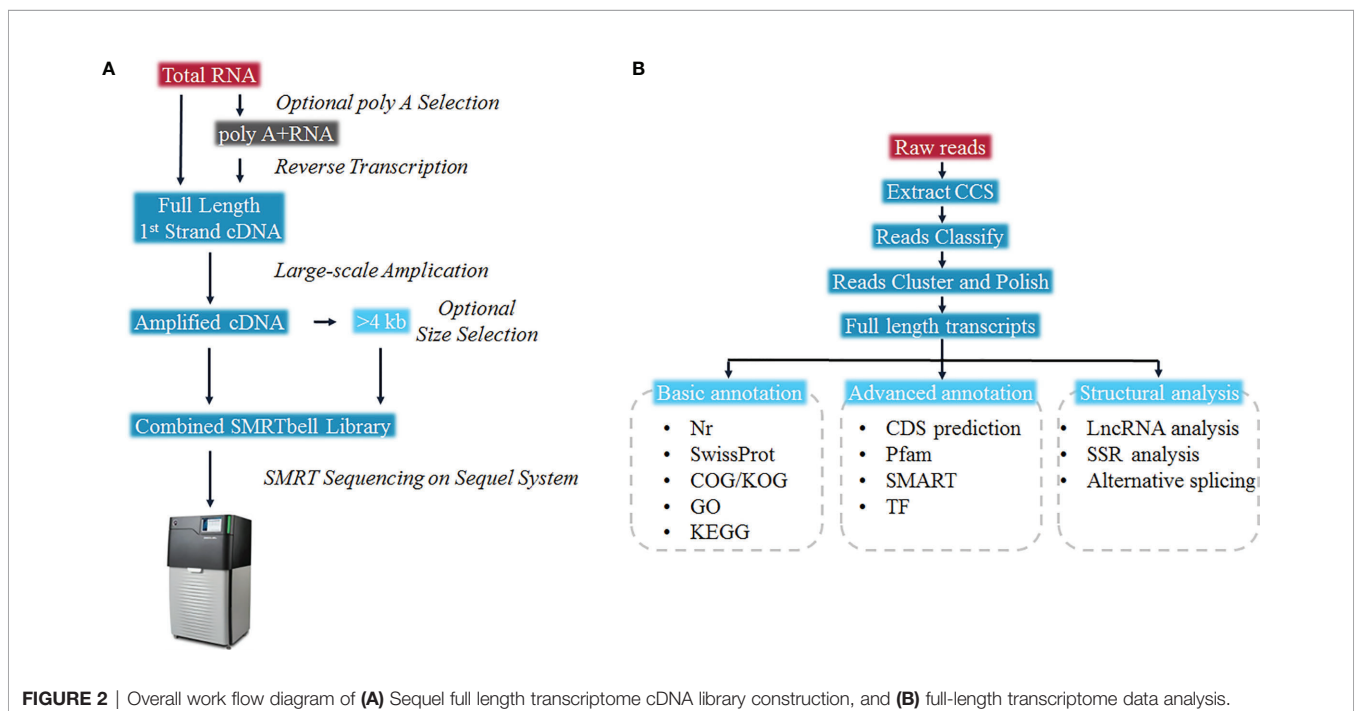 A
Total RNA
Optional poly A Selection
poly A+RNA
Reverse Transcription
Full Length
1st Strand cDNA
Large-scale Amplication
Amplified cDNA
>4 kb
Optional
Size Selection
Combined SMRTbell Library
SMRT Sequencing on Sequel System
B
Raw reads
Extract CCS
Reads Classify
Reads Cluster and Polish
Full length transcripts
Basic annotation
• Nr
• SwissProt
• COG/KOG
• GO
• KEGG
Advanced annotation
• CDS prediction
• Pfam
• SMART
• TF
Structural analysis
• LncRNA analysis
• SSR analysis
• Alternative splicing
FIGURE 2 | Overall work flow diagram of (A) Sequel full length transcriptome cDNA library construction, and (B) full-length transcriptome data analysis.